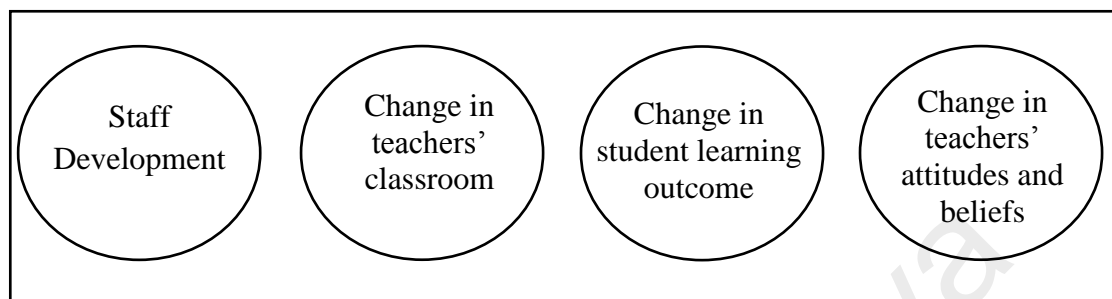 Staff
Development
Change in
teachers’
classroom
Change in
student learning
outcome
Change in
teachers’
attitudes and
beliefs